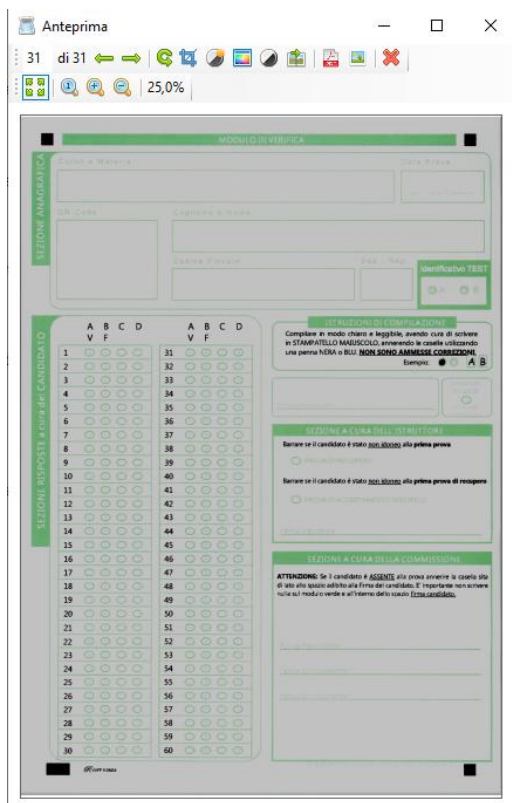 Anteprima
31 di 31
25,0%
MODULO DI VERIFICA
SEZIONE ANAGRAFICA
Corso e Materia
Data Prova
QR Code
Cognome e Nome
Codice Fiscale
Identificativo TEST
A B
SEZIONE RISPOSTE a cura del CANDIDATO
A B C D A B C D
V F V F
1 31
2 32
3 33
4 34
5 35
6 36
7 37
8 38
9 39
10 40
11 41
12 42
13 43
14 44
15 45
16 46
17 47
18 48
19 49
20 50
21 51
22 52
23 53
24 54
25 55
26 56
27 57
28 58
29 59
30 60
ISTRUZIONI DI COMPILAZIONE
Compilare in modo chiaro e leggibile, avendo cura di scrivere
in STAMPATELLO MAIUSCOLO, annerendo le caselle utilizzando
una penna NERA o BLU. NON SONO AMMESSE CORREZIONI.
Esempio: A B
SEZIONE A CURA DELL'ISTRUTTORE
Barrare se il candidato è stato non idoneo alla prima prova
PROVA DI RECUPERO
Barrare se il candidato è stato non idoneo alla prima prova di recupero
SEZIONE A CURA DELLA COMMISSIONE
ATTENZIONE: Se il candidato è ASSENTE alla prova annerire la casella sita
di lato allo spazio adibito alla Firma del candidato. E' importante non scrivere
nulla sul modulo verde e all'interno dello spazio Firma candidato.